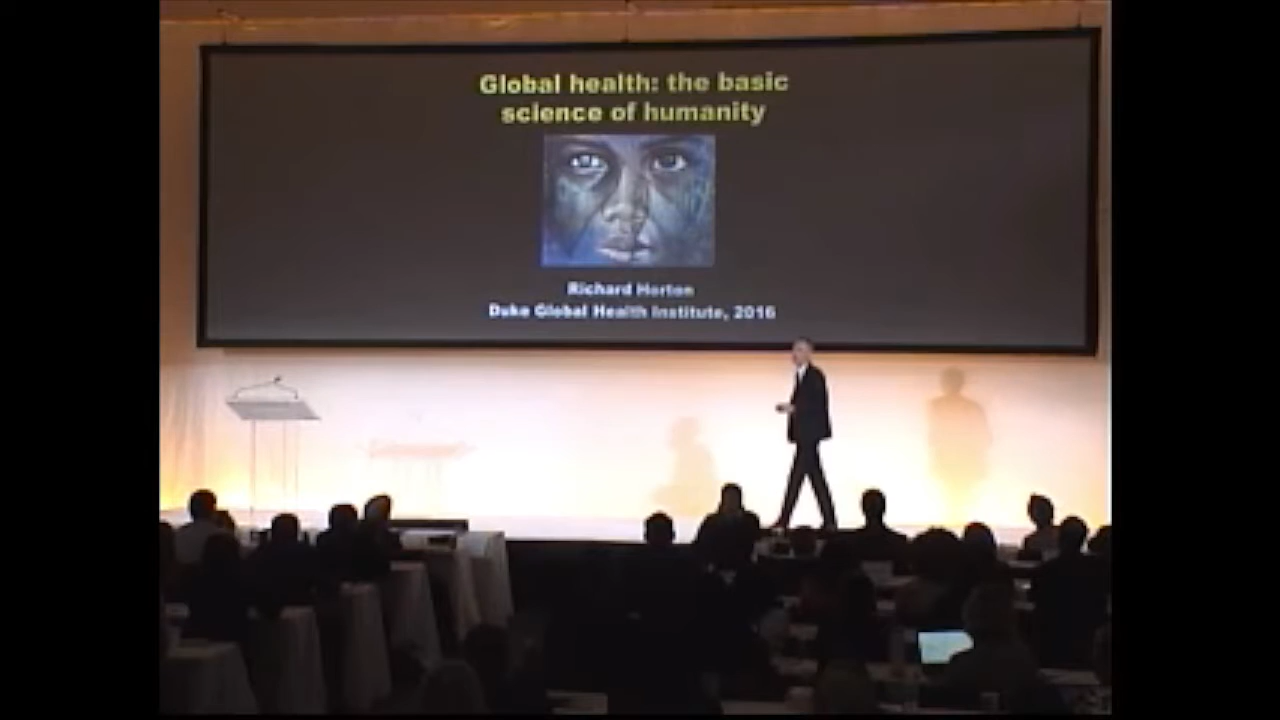 Global health: the basic
science of humanity
Richard Horton
Duke Global Health Institute, 2016